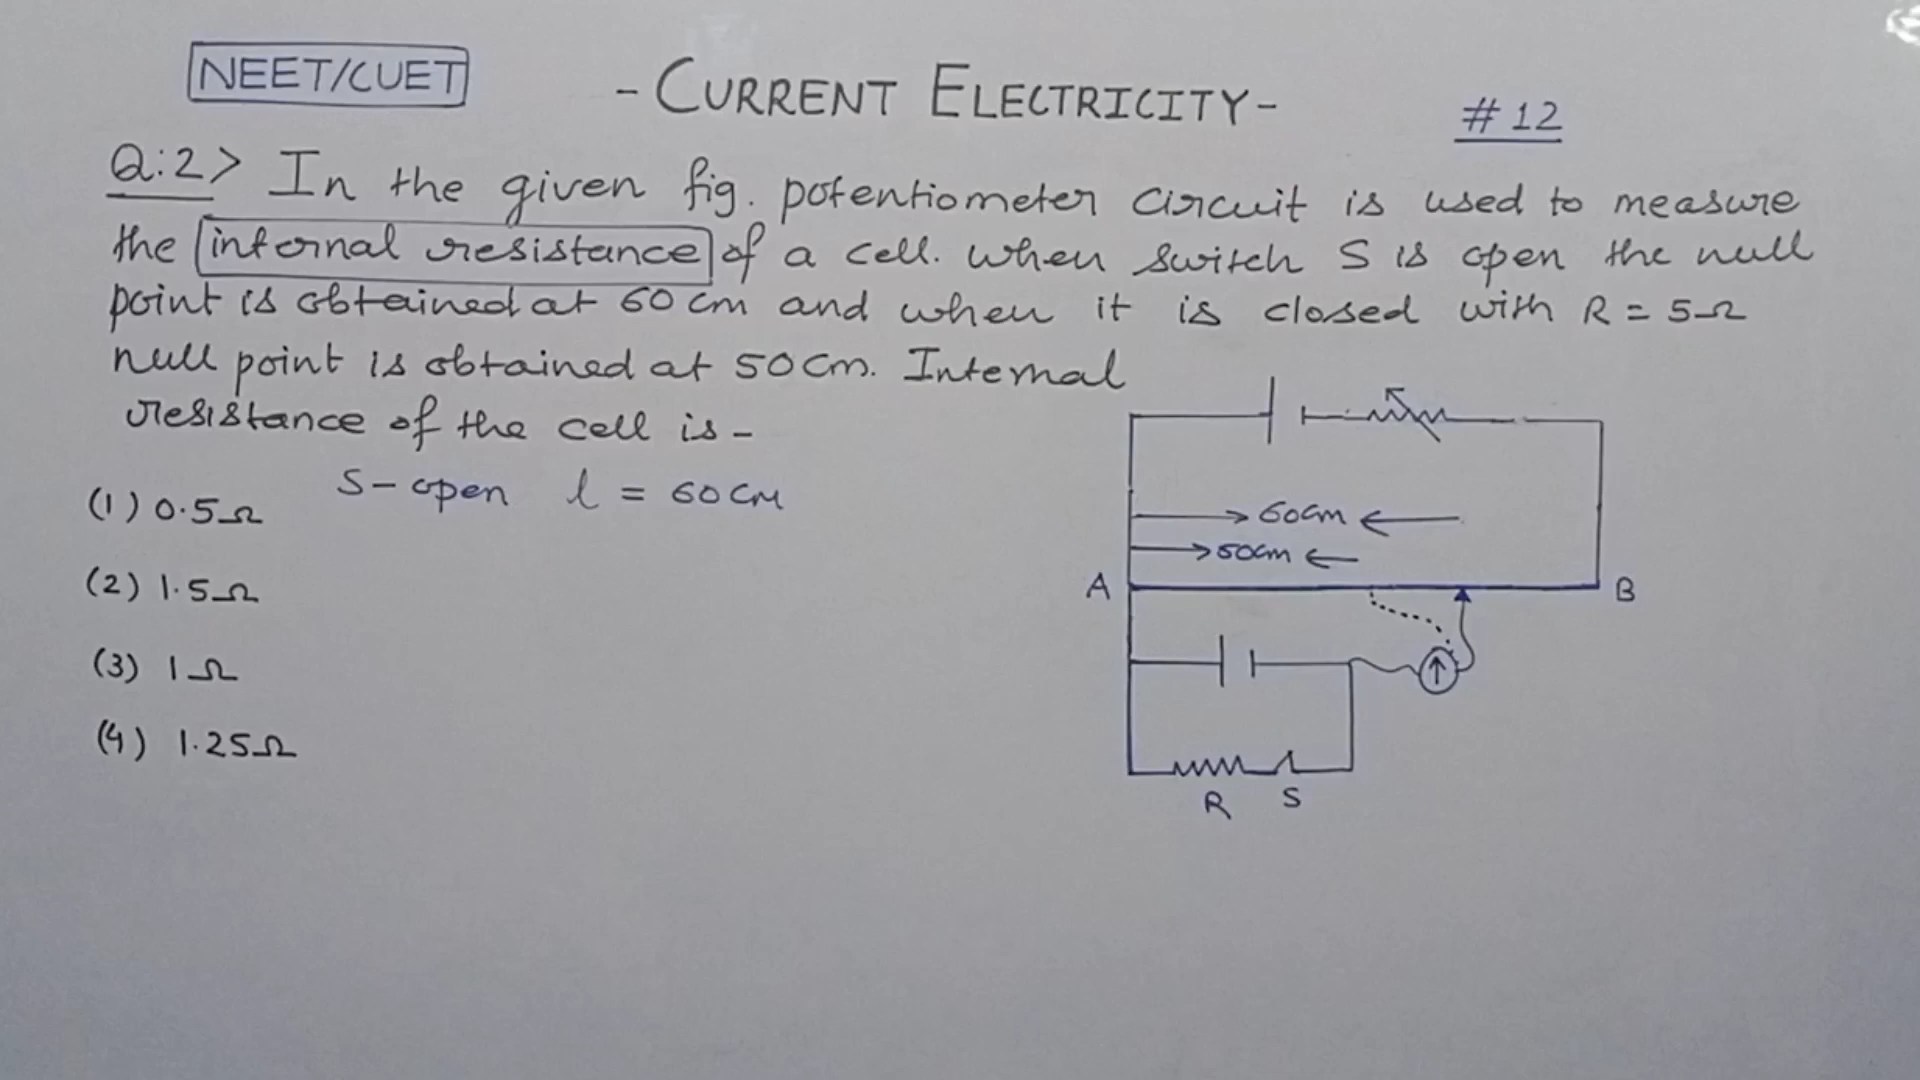 NEET/CUET
- CURRENT ELECTRICITY -
# 12
Q:2> In the given fig. potentiometer circuit is used to measure
the internal resistance of a cell. When switch S is open the null
point is obtained at 60 cm and when it is closed with R = 5Ω
null point is obtained at 50 cm. Internal
resistance of the cell is -
(1) 0.5Ω
S - open l = 60 cm
(2) 1.5Ω
(3) 1Ω
(4) 1.25Ω
60cm
50cm
A
B
R
S